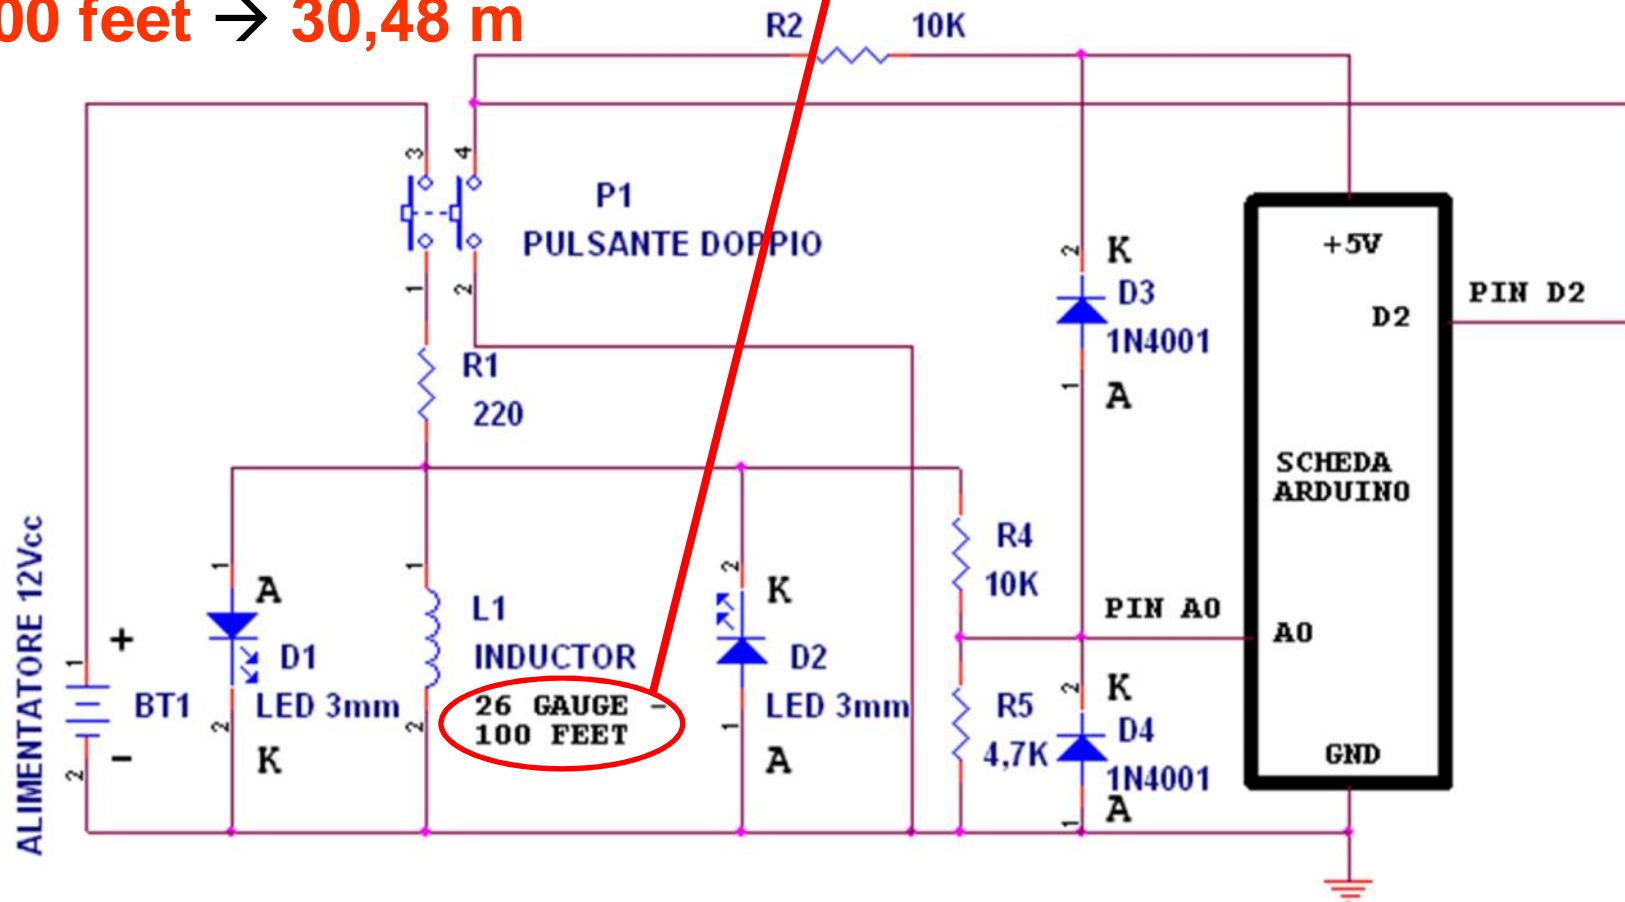 00 feet → 30,48 m
R2 10K
3
4
P1
PULSANTE DOPPIO
1
2
R1
220
2
K
D3
1N4001
1
A
+5V
D2
PIN D2
SCHEDA
ARDUINO
A0
GND
ALIMENTATORE 12Vcc
1
+
BT1
-
2
1
A
D1
LED 3mm
2
K
1
L1
INDUCTOR
26 GAUGE -
100 FEET
2
2
K
D2
LED 3mm
1
A
R4
10K
PIN A0
R5
4,7K
2
K
D4
1N4001
1
A